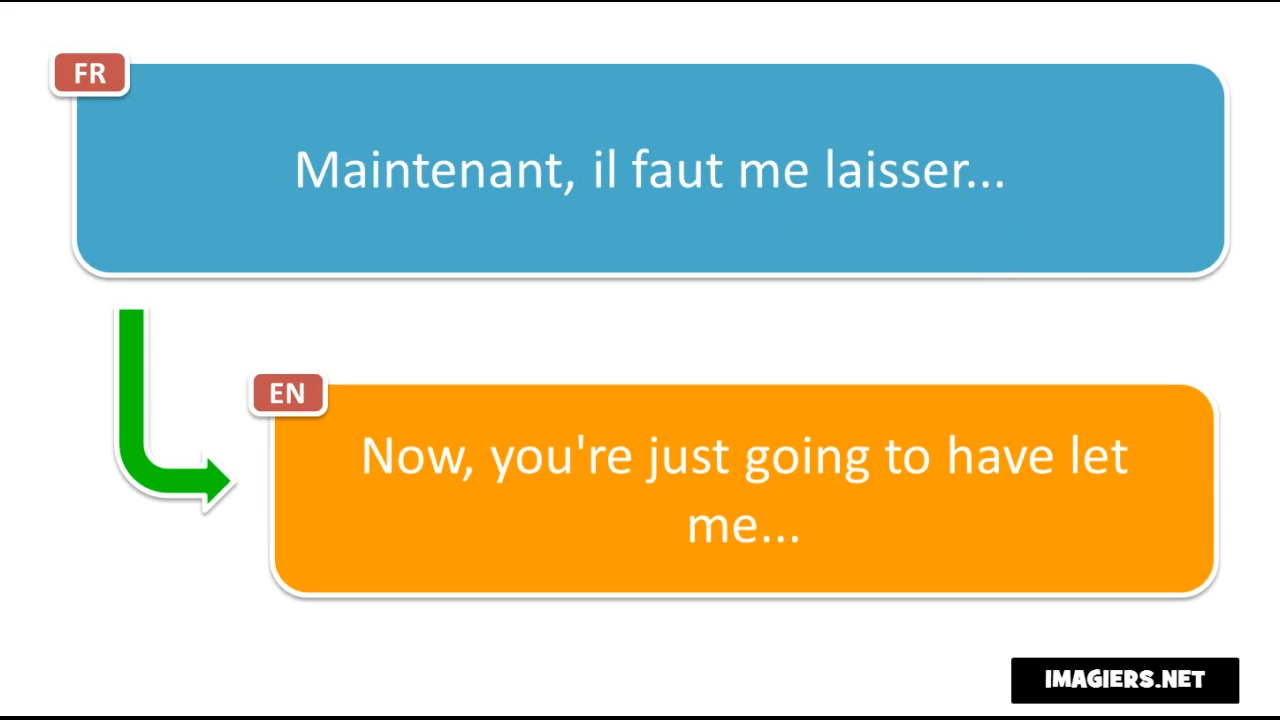 FR
Maintenant, il faut me laisser...
EN
Now, you're just going to have let
me...
IMAGIERS.NET